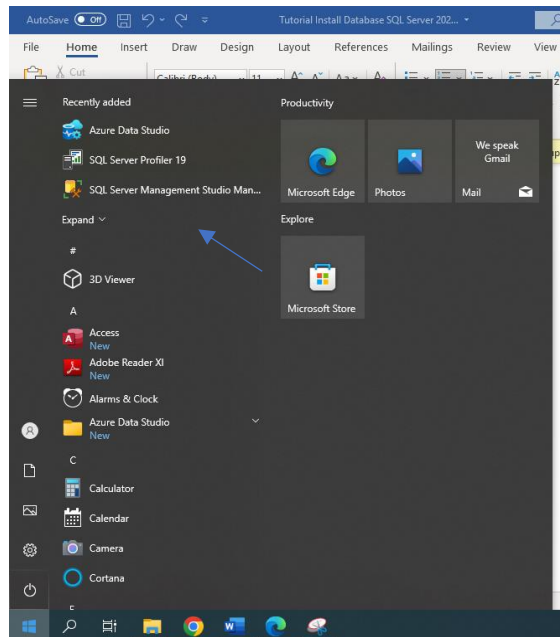 AutoSave Off Tutorial Install Database SQL Server 202...
File Home Insert Draw Design Layout References Mailings Review View
Cut
Calibri (Body) 11
Recently added
Azure Data Studio
SQL Server Profiler 19
SQL Server Management Studio Man...
Expand
#
3D Viewer
A
Access
New
Adobe Reader XI
New
Alarms & Clock
Azure Data Studio
New
C
Calculator
Calendar
Camera
Cortana
Productivity
Microsoft Edge
Photos
We speak
Gmail
Mail
Explore
Microsoft Store